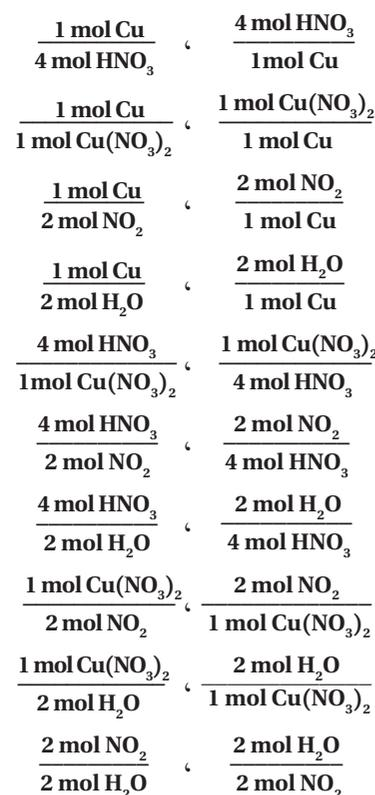 1 mol Cu / 4 mol HNO₃ ، 4 mol HNO₃ / 1mol Cu
1 mol Cu / 1 mol Cu(NO₃)₂ ، 1 mol Cu(NO₃)₂ / 1 mol Cu
1 mol Cu / 2 mol NO₂ ، 2 mol NO₂ / 1 mol Cu
1 mol Cu / 2 mol H₂O ، 2 mol H₂O / 1 mol Cu
4 mol HNO₃ / 1mol Cu(NO₃)₂ ، 1 mol Cu(NO₃)₂ / 4 mol HNO₃
4 mol HNO₃ / 2 mol NO₂ ، 2 mol NO₂ / 4 mol HNO₃
4 mol HNO₃ / 2 mol H₂O ، 2 mol H₂O / 4 mol HNO₃
1 mol Cu(NO₃)₂ / 2 mol NO₂ ، 2 mol NO₂ / 1 mol Cu(NO₃)₂
1 mol Cu(NO₃)₂ / 2 mol H₂O ، 2 mol H₂O / 1 mol Cu(NO₃)₂
2 mol NO₂ / 2 mol H₂O ، 2 mol H₂O / 2 mol NO₂